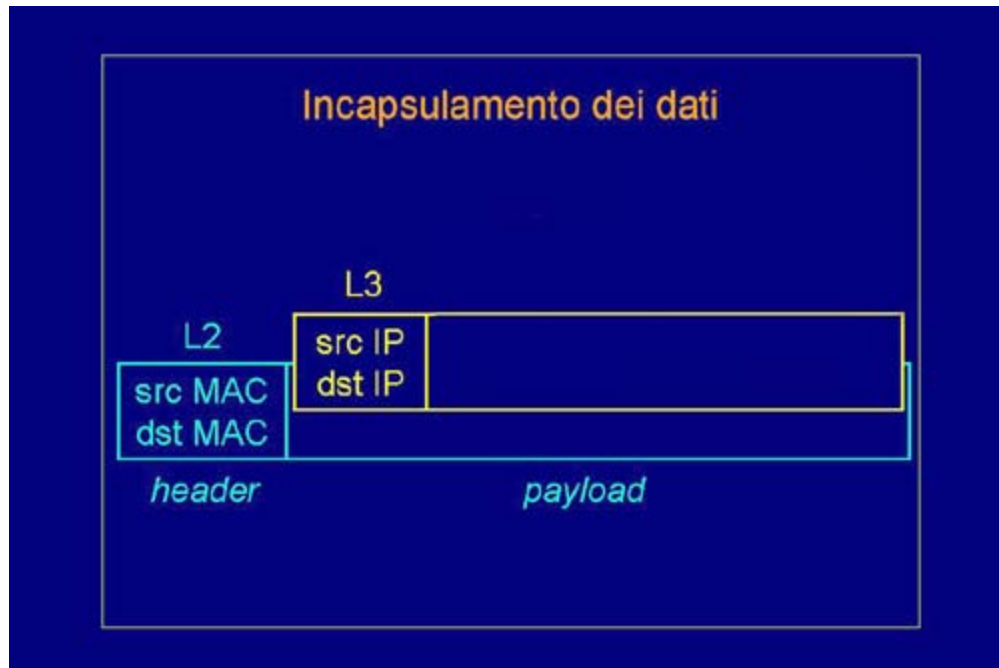 Incapsulamento dei dati
L3
L2
src IP
dst IP
src MAC
dst MAC
header
payload